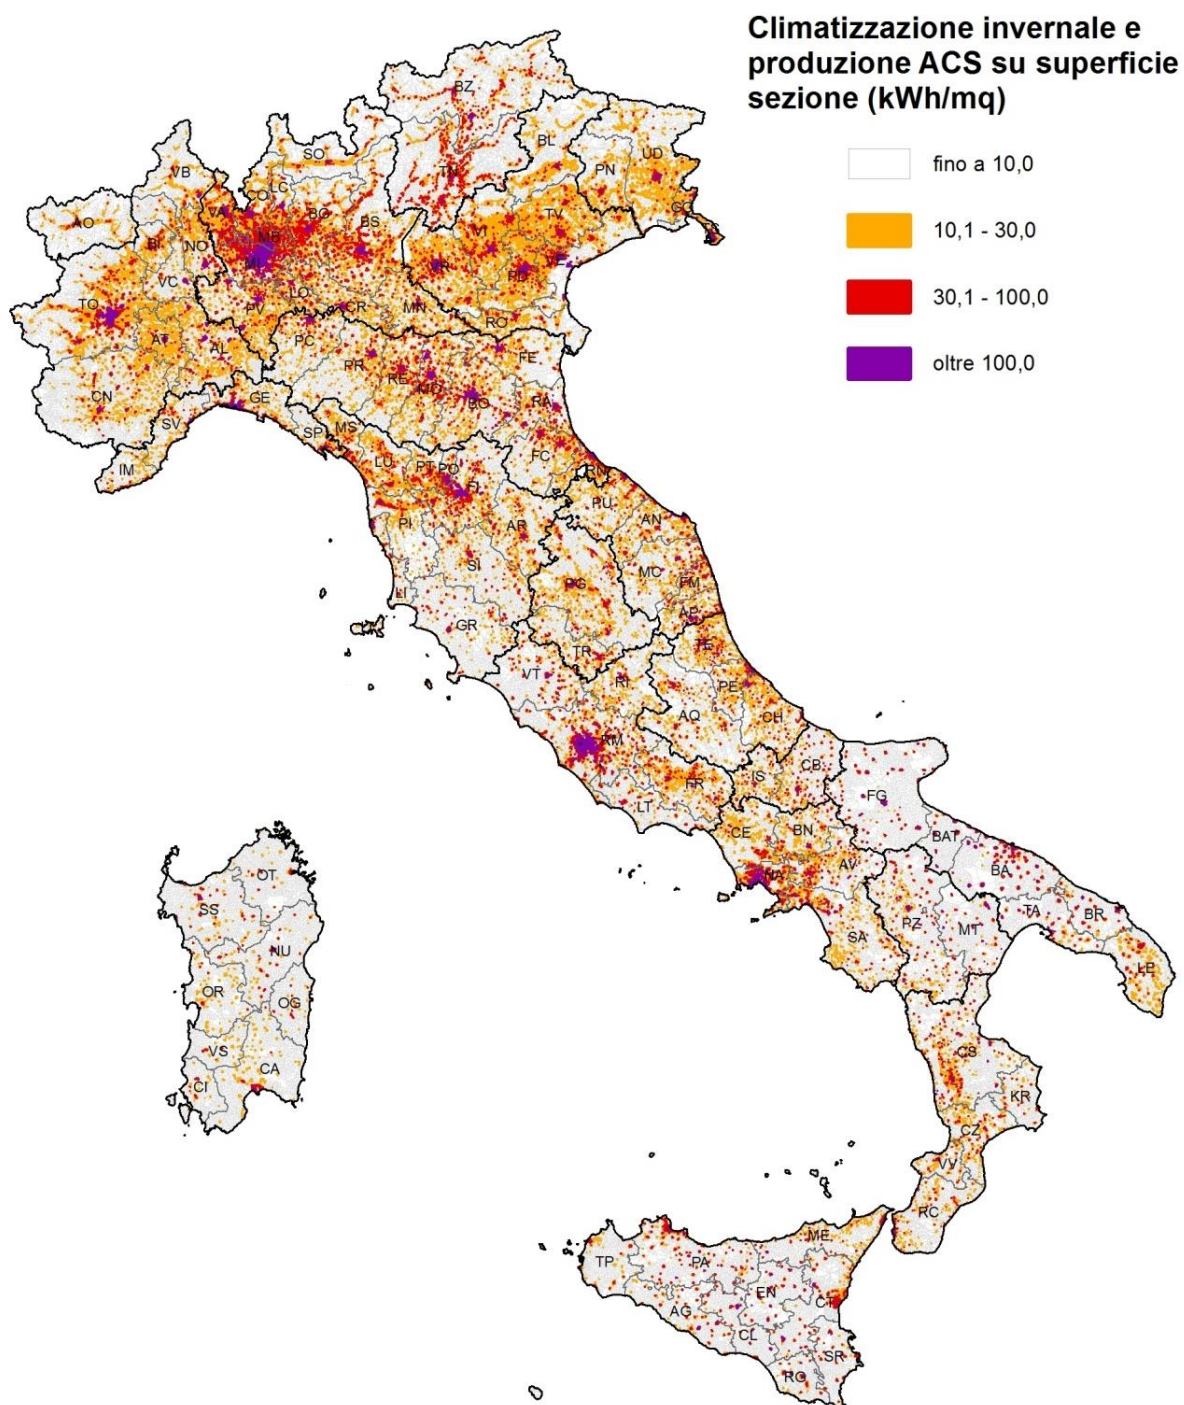 Climatizzazione invernale e
produzione ACS su superficie
sezione (kWh/mq)
fino a 10,0
10,1 - 30,0
30,1 - 100,0
oltre 100,0
BZ
SO
BL
UD
VB
LC
TN
PN
CO
AO
VA
BG
BS
TV
GO
BI
NO
MB
VI
MI
VR
PD
VE
VC
TO
LO
PV
CR
MN
RO
AT
AL
PC
FE
PR
RE
MO
CN
GE
BO
RA
SV
SP
MS
FC
IM
LU
PT
PO
RN
FI
PU
PI
AR
AN
SI
MC
LI
PG
FM
AP
GR
TR
TE
VT
RI
PE
AQ
CH
RM
IS
CB
FR
FG
LT
CE
BN
BAT
NA
AV
BA
OT
SS
TA
BR
PZ
MT
SA
NU
LE
OR
OG
VS
CS
CA
CI
KR
CZ
VV
RC
ME
TP
PA
EN
AG
CT
CL
SR
RG